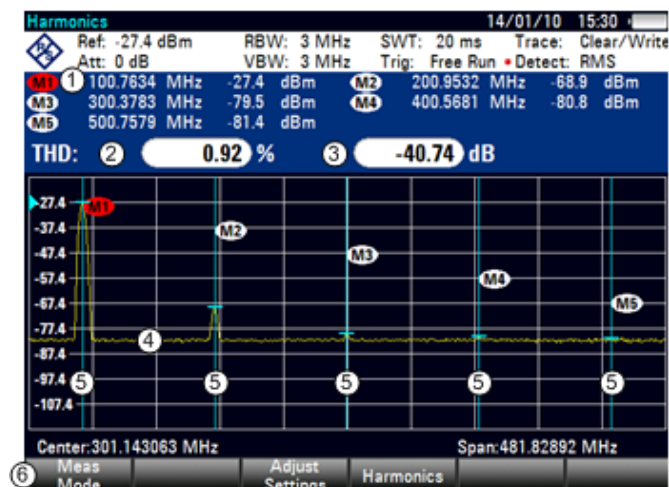 Harmonics 14/01/10 15:30
Ref: -27.4 dBm RBW: 3 MHz SWT: 20 ms Trace: Clear/Write
Att: 0 dB VBW: 3 MHz Trig: Free Run Detect: RMS
M1 1 100.7634 MHz -27.4 dBm M2 200.9532 MHz -68.9 dBm
M3 300.3783 MHz -79.5 dBm M4 400.5681 MHz -80.8 dBm
M5 500.7579 MHz -81.4 dBm
THD: 2 0.92 % 3 -40.74 dB
-27.4 M1
-37.4 M2
-47.4 M3
-57.4 M4
-67.4 M5
-77.4 4
-87.4
-97.4 5 5 5 5 5
-107.4
Center:301.143063 MHz Span:481.82892 MHz
6 Meas Mode Adjust Settings Harmonics